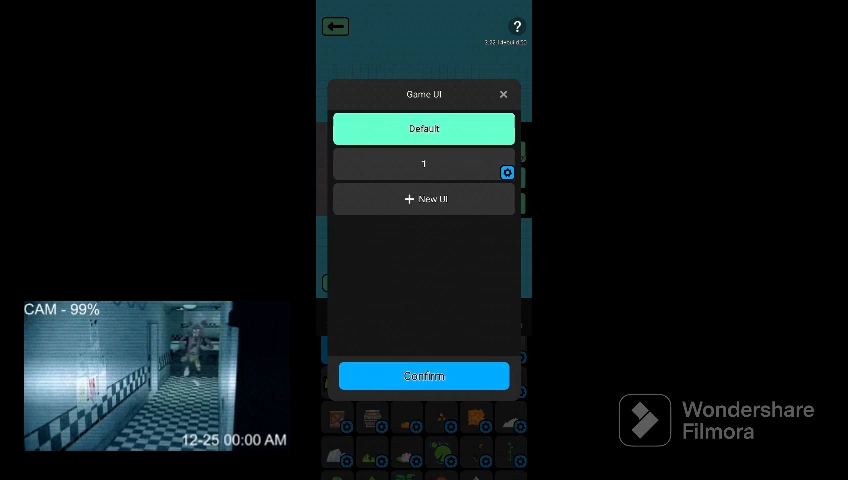 ?
Game UI
Default
1
New UI
Confirm
CAM - 99%
12-25 00:00 AM
Wondershare
Filmora